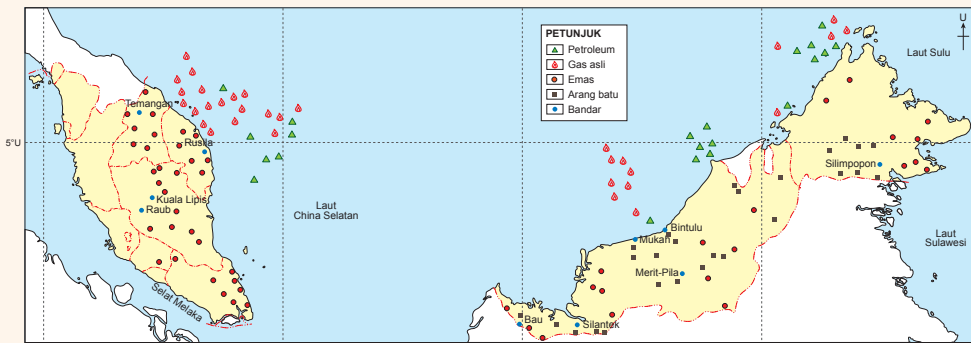 PETUNJUK
Petroleum
Gas asli
Emas
Arang batu
Bandar
U
Laut Sulu
5°U
Temangan
Rusila
Kuala Lipis
Raub
Laut
China Selatan
Selat Melaka
Silimpopon
Bintulu
Mukah
Merit-Pila
Bau
Silantek
Laut
Sulawesi